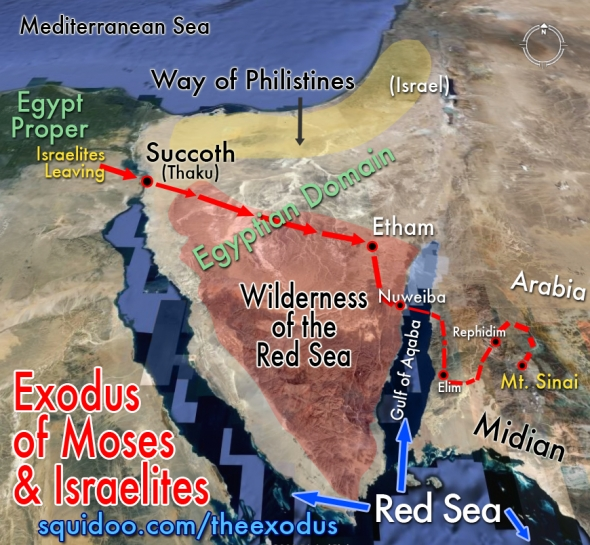 Mediterranean Sea
N
Way of Philistines
(Israel)
Egypt
Proper
Israelites
Leaving
Succoth
(Thaku)
Egyptian Domain
Etham
Arabia
Wilderness
of the
Red Sea
Nuweiba
Gulf of Aqaba
Rephidim
Elim
Mt. Sinai
Midian
Exodus
of Moses
& Israelites
Red Sea
squidoo.com/theexodus